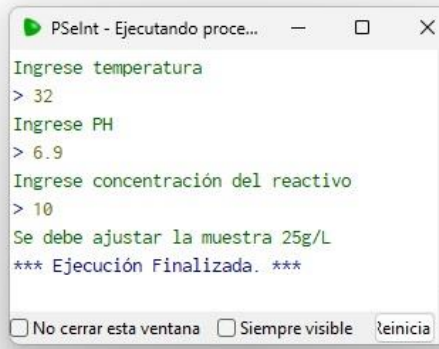 PSeInt - Ejecutando proce...
Ingrese temperatura
> 32
Ingrese PH
> 6.9
Ingrese concentración del reactivo
> 10
Se debe ajustar la muestra 25g/L
*** Ejecución Finalizada. ***
No cerrar esta ventana Siempre visible Reinicia